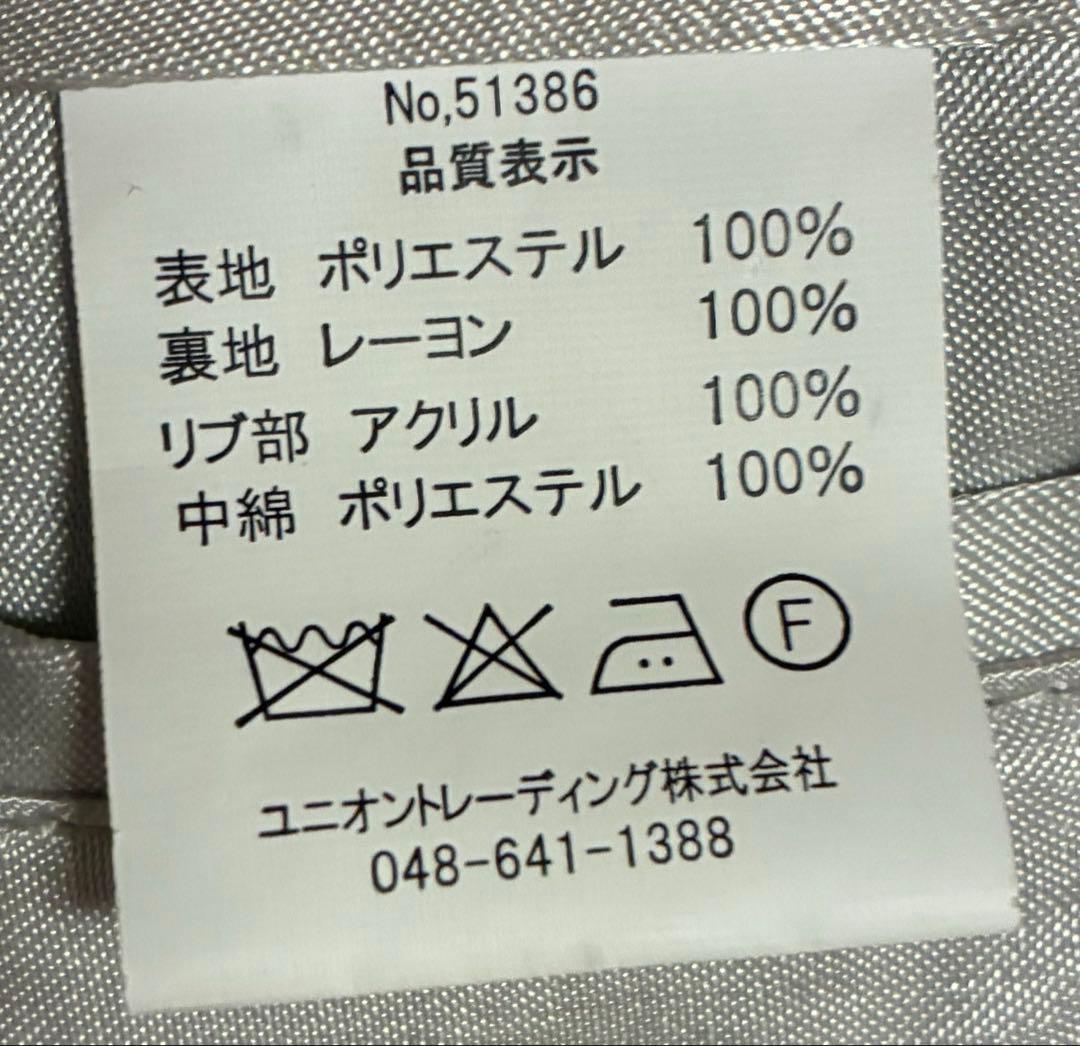 No,51386
品質表示
表地 ポリエステル 100%
裏地 レーヨン 100%
リブ部 アクリル 100%
中綿 ポリエステル 100%
F
ユニオントレーディング株式会社
048-641-1388